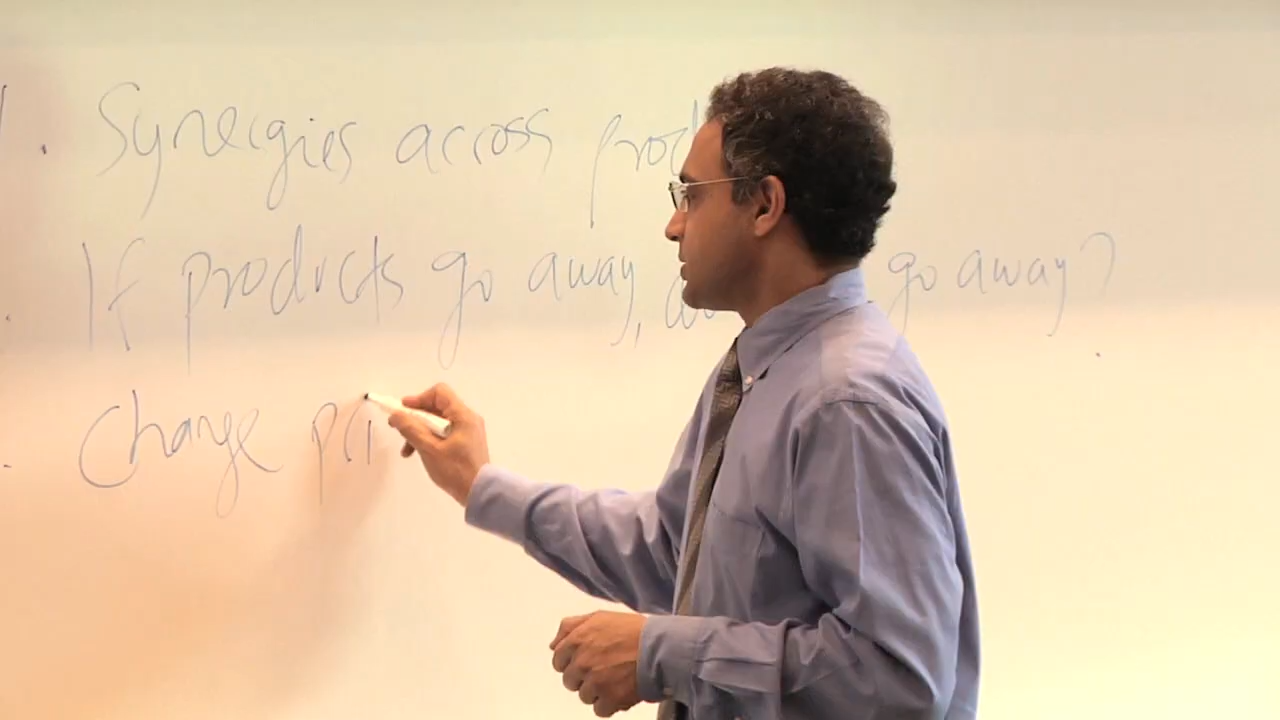 1. Synergies across prod
. If products go away, go away?
. Change pri